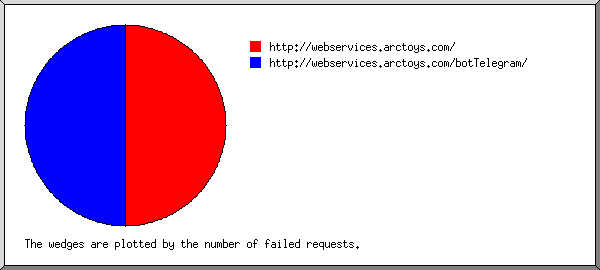 http://webservices.arctoys.com/
http://webservices.arctoys.com/botTelegram/
The wedges are plotted by the number of failed requests.